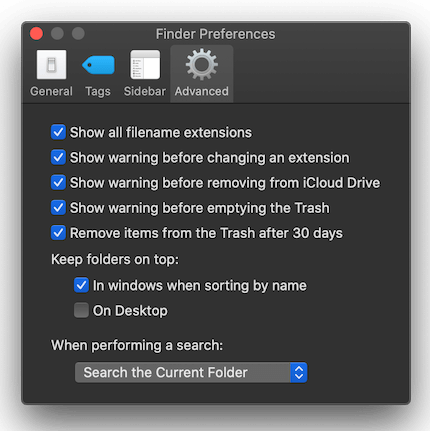 Finder Preferences
General Tags Sidebar Advanced
Show all filename extensions
Show warning before changing an extension
Show warning before removing from iCloud Drive
Show warning before emptying the Trash
Remove items from the Trash after 30 days
Keep folders on top:
In windows when sorting by name
On Desktop
When performing a search:
Search the Current Folder